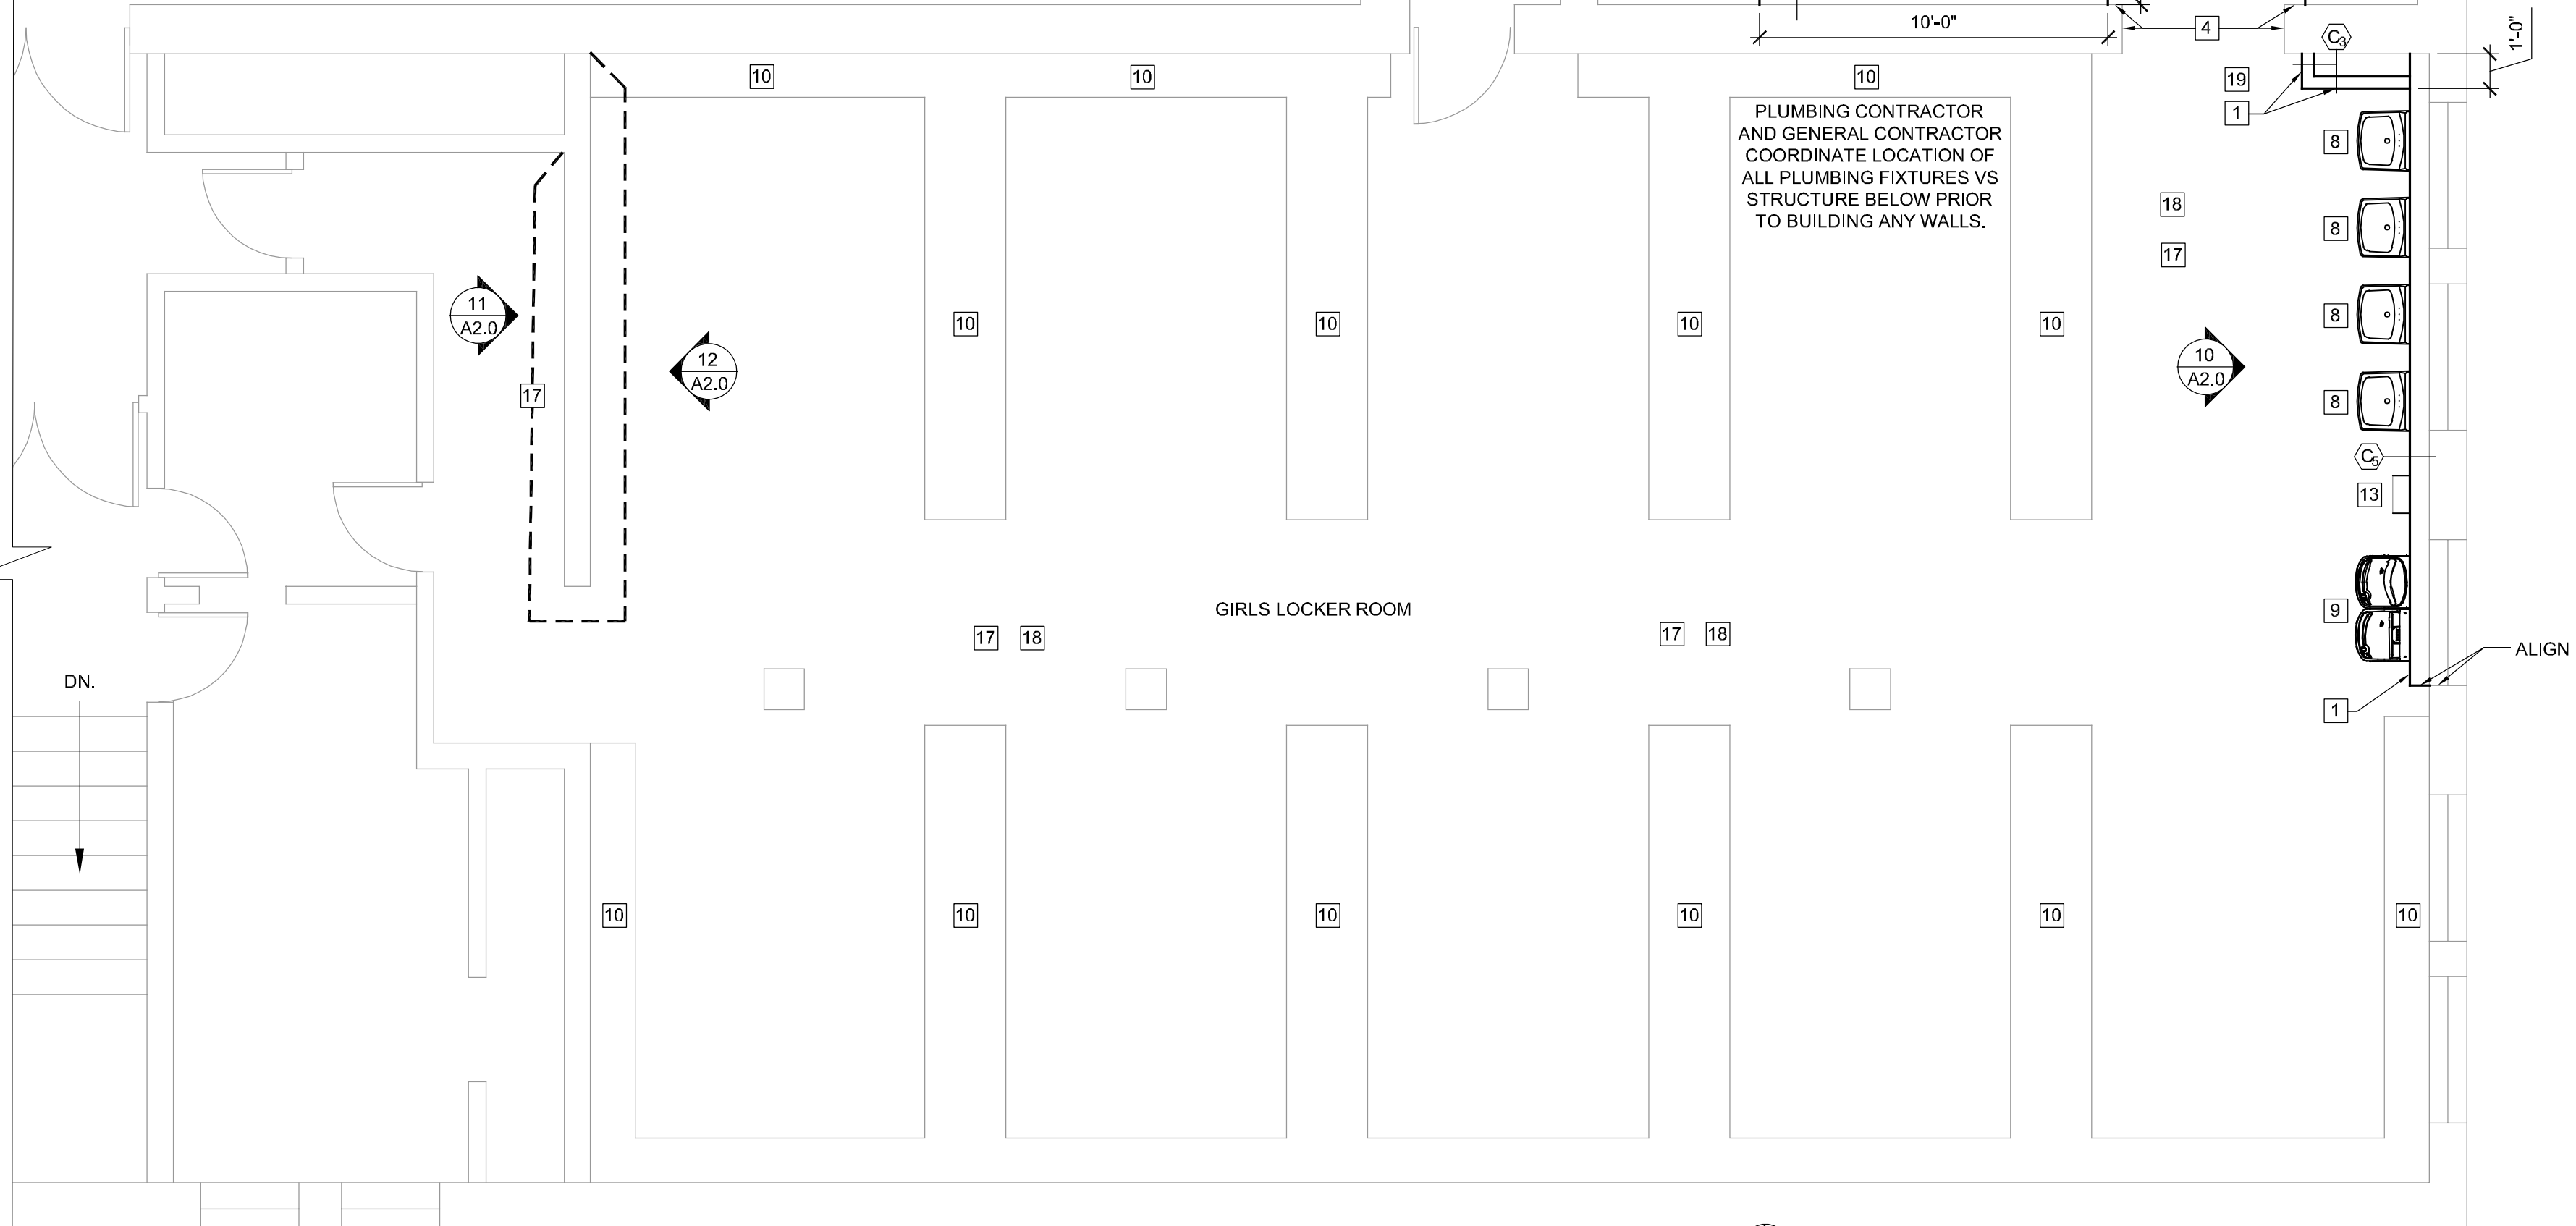 10'-0"
4
C3
1'-0"
10
10
10
19
1
PLUMBING CONTRACTOR
AND GENERAL CONTRACTOR
COORDINATE LOCATION OF
ALL PLUMBING FIXTURES VS
STRUCTURE BELOW PRIOR
TO BUILDING ANY WALLS.
8
18
8
17
11
A2.0
10
10
10
10
8
12
A2.0
10
A2.0
17
8
C5
13
GIRLS LOCKER ROOM
9
17
18
17
18
ALIGN
DN.
1
10
10
10
10
10
10